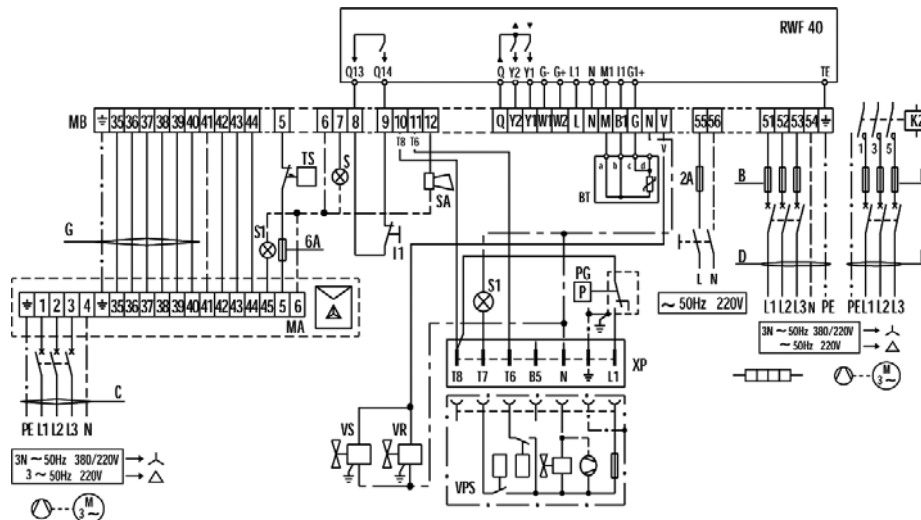 RWF 40
Q13 Q14 Q Y2 Y1 G- G+ L1 N M1 I1 G1+ TE
MB 35 36 37 38 39 40 41 42 43 44 5 6 7 8 9 10 11 12 Q Y2 Y1 W1 W2 L N M B1 G N V 55 56 51 52 53 54
T8 T6 V
1 3 5
TS S SA
a b c d
BT
2A
B
G
S1 6A I1
S1
PG
P
L N
D
35 36 37 38 39 40 41 42 43 44 45 5 6
1 2 3 4
MA
~ 50Hz 220V
L1 L2 L3 N PE
PE L1 L2 L3
3N ~ 50Hz 380/220V
~ 50Hz 220V
T8 T7 T6 B5 N L1
XP
M
3~
C
PE L1 L2 L3 N
VS VR
VPS
3N ~ 50Hz 380/220V
3 ~ 50Hz 220V
M
3~